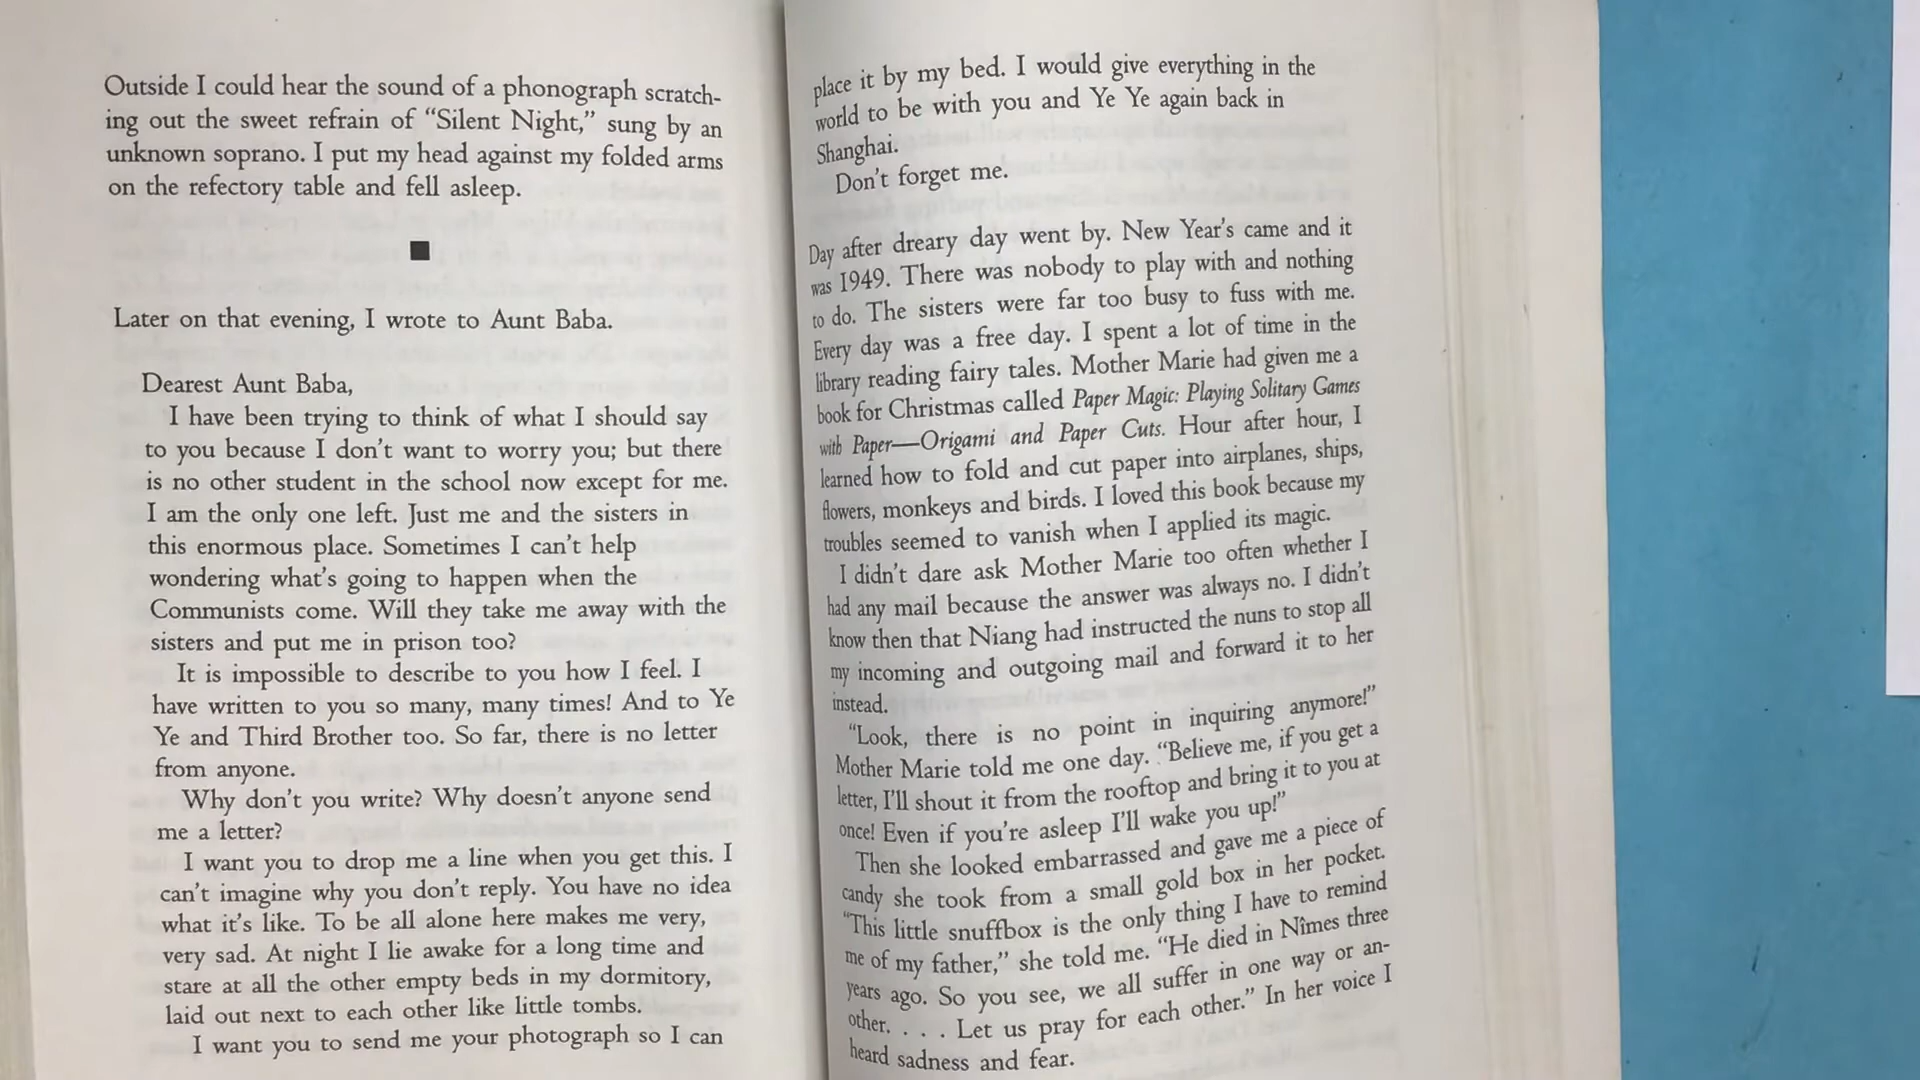 Outside I could hear the sound of a phonograph scratch-
ing out the sweet refrain of “Silent Night,” sung by an
unknown soprano. I put my head against my folded arms
on the refectory table and fell asleep.
Later on that evening, I wrote to Aunt Baba.
Dearest Aunt Baba,
I have been trying to think of what I should say
to you because I don’t want to worry you; but there
is no other student in the school now except for me.
I am the only one left. Just me and the sisters in
this enormous place. Sometimes I can’t help
wondering what’s going to happen when the
Communists come. Will they take me away with the
sisters and put me in prison too?
It is impossible to describe to you how I feel. I
have written to you so many, many times! And to Ye
Ye and Third Brother too. So far, there is no letter
from anyone.
Why don’t you write? Why doesn’t anyone send
me a letter?
I want you to drop me a line when you get this. I
can’t imagine why you don’t reply. You have no idea
what it’s like. To be all alone here makes me very,
very sad. At night I lie awake for a long time and
stare at all the other empty beds in my dormitory,
laid out next to each other like little tombs.
I want you to send me your photograph so I can
place it by my bed. I would give everything in the
world to be with you and Ye Ye again back in
Shanghai.
Don’t forget me.
Day after dreary day went by. New Year’s came and it
was 1949. There was nobody to play with and nothing
to do. The sisters were far too busy to fuss with me.
Every day was a free day. I spent a lot of time in the
library reading fairy tales. Mother Marie had given me a
book for Christmas called Paper Magic: Playing Solitary Games
with Paper—Origami and Paper Cuts. Hour after hour, I
learned how to fold and cut paper into airplanes, ships,
flowers, monkeys and birds. I loved this book because my
troubles seemed to vanish when I applied its magic.
I didn’t dare ask Mother Marie too often whether I
had any mail because the answer was always no. I didn’t
know then that Niang had instructed the nuns to stop all
my incoming and outgoing mail and forward it to her
instead.
“Look, there is no point in inquiring anymore!”
Mother Marie told me one day. “Believe me, if you get a
letter, I’ll shout it from the rooftop and bring it to you at
once! Even if you’re asleep I’ll wake you up!”
Then she looked embarrassed and gave me a piece of
candy she took from a small gold box in her pocket.
“This little snuffbox is the only thing I have to remind
me of my father,” she told me. “He died in Nîmes three
years ago. So you see, we all suffer in one way or an-
other. . . . Let us pray for each other.” In her voice I
heard sadness and fear.